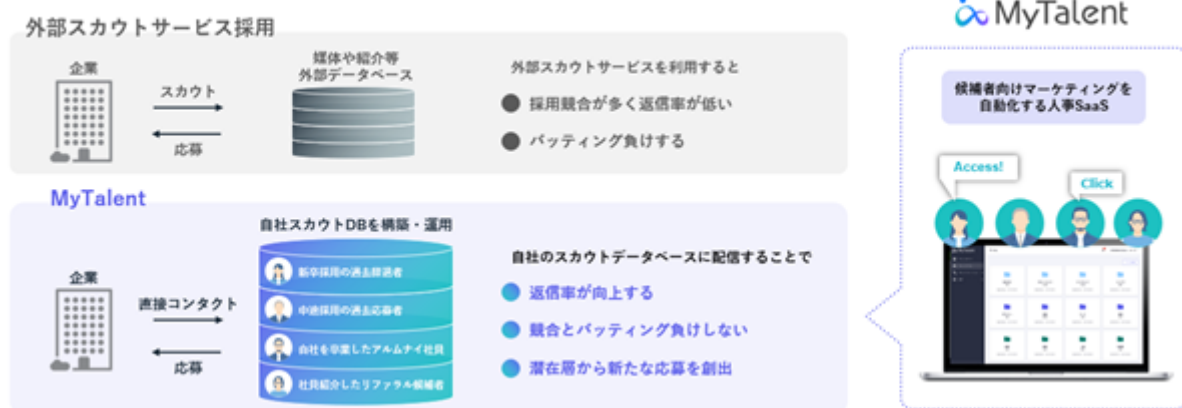 外部スカウトサービス採用
企業
スカウト
応募
媒体や紹介等
外部データベース
外部スカウトサービスを利用すると
採用競合が多く返信率が低い
バッティング負けする
MyTalent
企業
直接コンタクト
応募
自社スカウトDBを構築・運用
新卒採用の過去辞退者
中途採用の過去応募者
自社を卒業したアルムナイ社員
社員紹介したリファラル候補者
自社のスカウトデータベースに配信することで
返信率が向上する
競合とバッティング負けしない
潜在層から新たな応募を創出
MyTalent
候補者向けマーケティングを
自動化する人事SaaS
Access!
Click